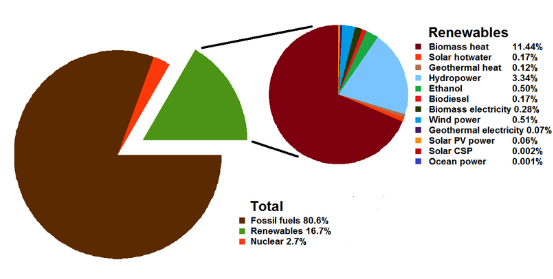 Renewables
Biomass heat 11.44%
Solar hotwater 0.17%
Geothermal heat 0.12%
Hydropower 3.34%
Ethanol 0.50%
Biodiesel 0.17%
Biomass electricity 0.28%
Wind power 0.51%
Geothermal electricity 0.07%
Solar PV power 0.06%
Solar CSP 0.002%
Ocean power 0.001%
Total
Fossil fuels 80.6%
Renewables 16.7%
Nuclear 2.7%